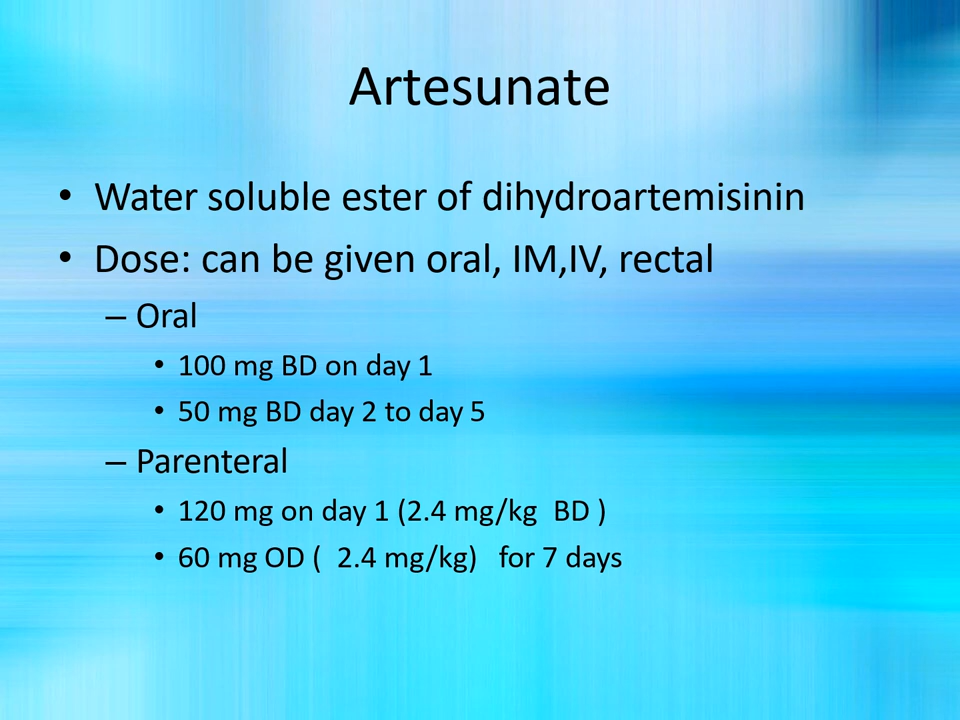 Artesunate
• Water soluble ester of dihydroartemisinin
• Dose: can be given oral, IM,IV, rectal
– Oral
• 100 mg BD on day 1
• 50 mg BD day 2 to day 5
– Parenteral
• 120 mg on day 1 (2.4 mg/kg  BD )
• 60 mg OD (  2.4 mg/kg)   for 7 days